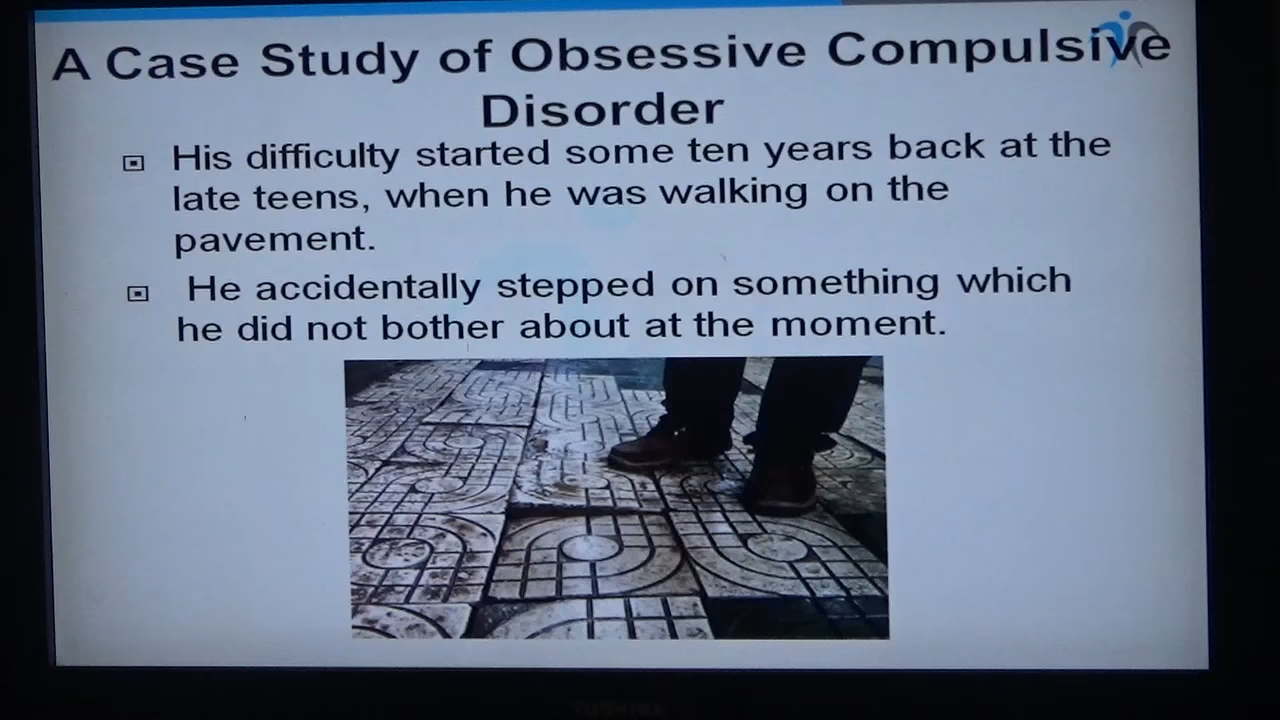 A Case Study of Obsessive Compulsive
Disorder
His difficulty started some ten years back at the
late teens, when he was walking on the
pavement.
He accidentally stepped on something which
he did not bother about at the moment.